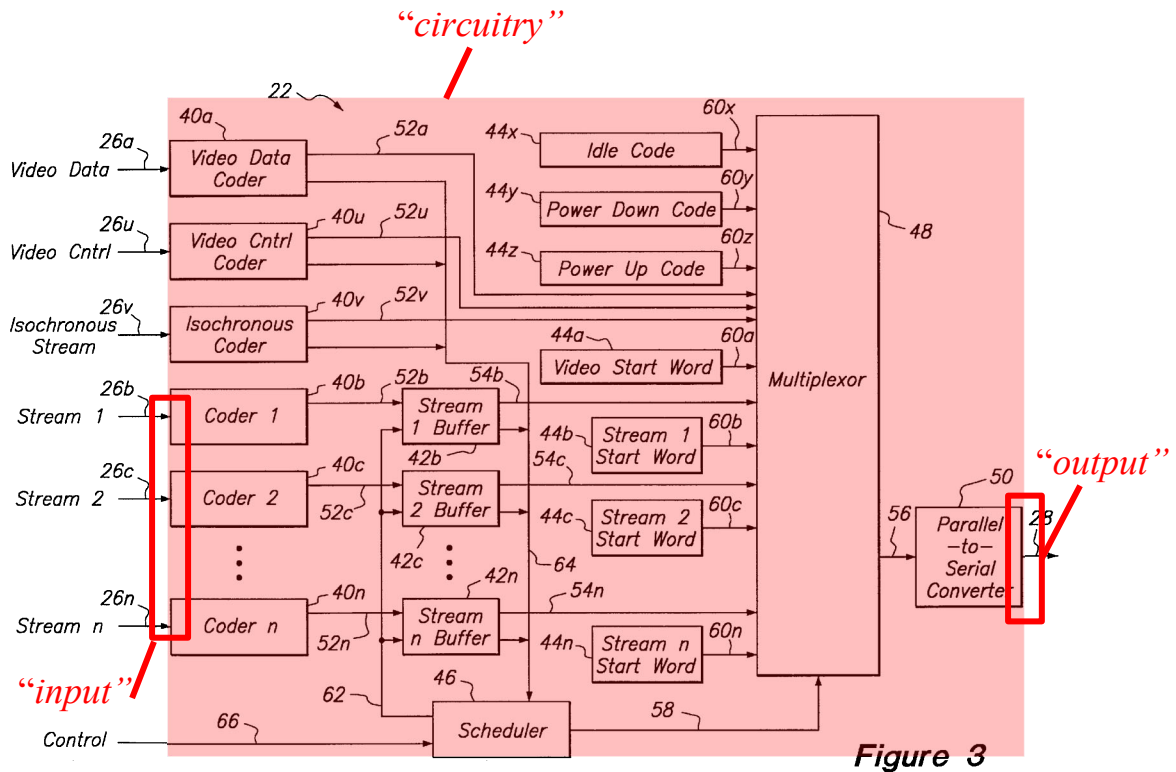 “circuitry”
22
40a
52a
44x
60x
26a
Video Data
Video Data
Coder
Idle Code
44y
60y
Power Down Code
40u
52u
48
26u
Video Cntrl
Video Cntrl
Coder
44z
60z
Power Up Code
40v
52v
26v
Isochronous
Stream
Isochronous
Coder
44a
60a
Video Start Word
Multiplexor
26b
40b
52b
54b
Stream 1
Coder 1
Stream
1 Buffer
42b
44b
Stream 1
Start Word
60b
“output”
26c
40c
54c
Stream 2
Coder 2
52c
Stream
2 Buffer
42c
44c
Stream 2
Start Word
60c
50
56
28
Parallel
-to-
Serial
Converter
64
42n
26n
40n
54n
Stream n
Coder n
52n
Stream
n Buffer
44n
Stream n
Start Word
60n
“input”
62
46
58
66
Control
Scheduler
Figure 3